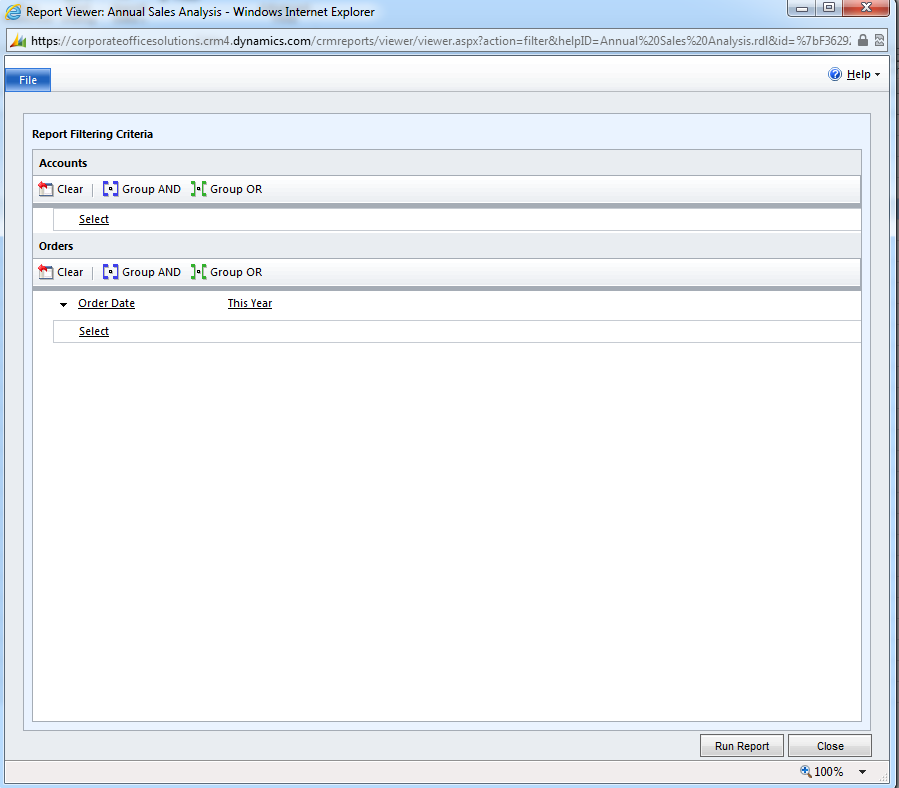 Report Viewer: Annual Sales Analysis - Windows Internet Explorer
https://corporateofficesolutions.crm4.dynamics.com/crmreports/viewer/viewer.aspx?action=filter&helpID=Annual%20Sales%20Analysis.rdl&id=%7bF3629
File
Help
Report Filtering Criteria
Accounts
Clear | Group AND Group OR
Select
Orders
Clear | Group AND Group OR
Order Date This Year
Select
Run Report Close
100%